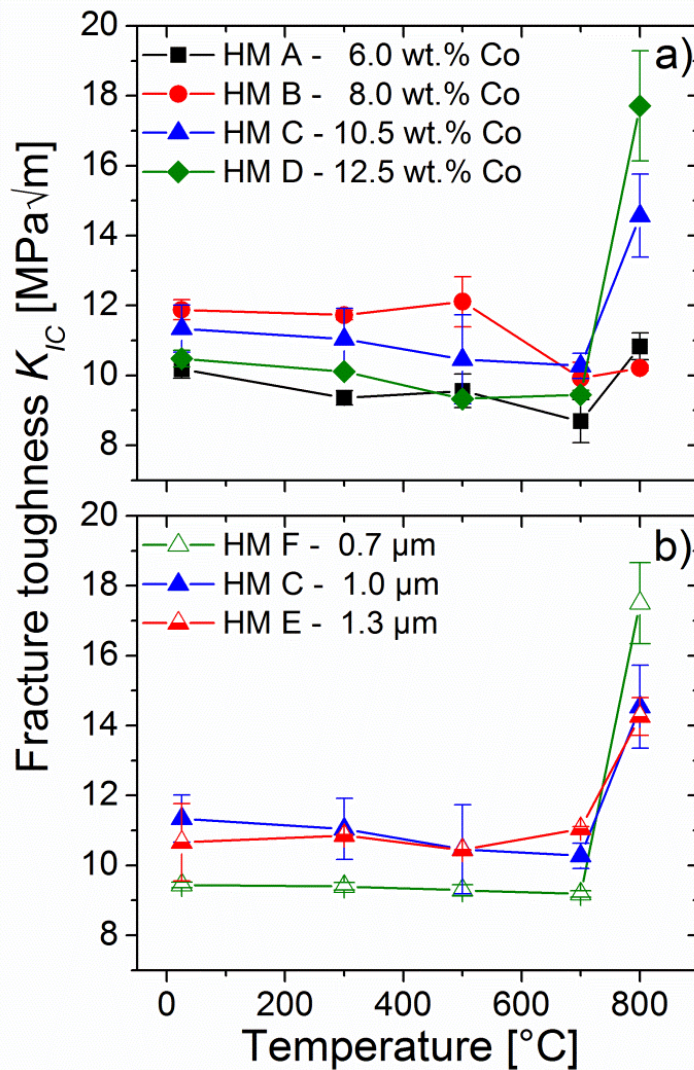 Fracture toughness K_IC [MPa√m]
20
18
16
14
12
10
8
HM A - 6.0 wt.% Co
HM B - 8.0 wt.% Co
HM C - 10.5 wt.% Co
HM D - 12.5 wt.% Co
a)
20
18
16
14
12
10
8
HM F - 0.7 µm
HM C - 1.0 µm
HM E - 1.3 µm
b)
0 200 400 600 800
Temperature [°C]